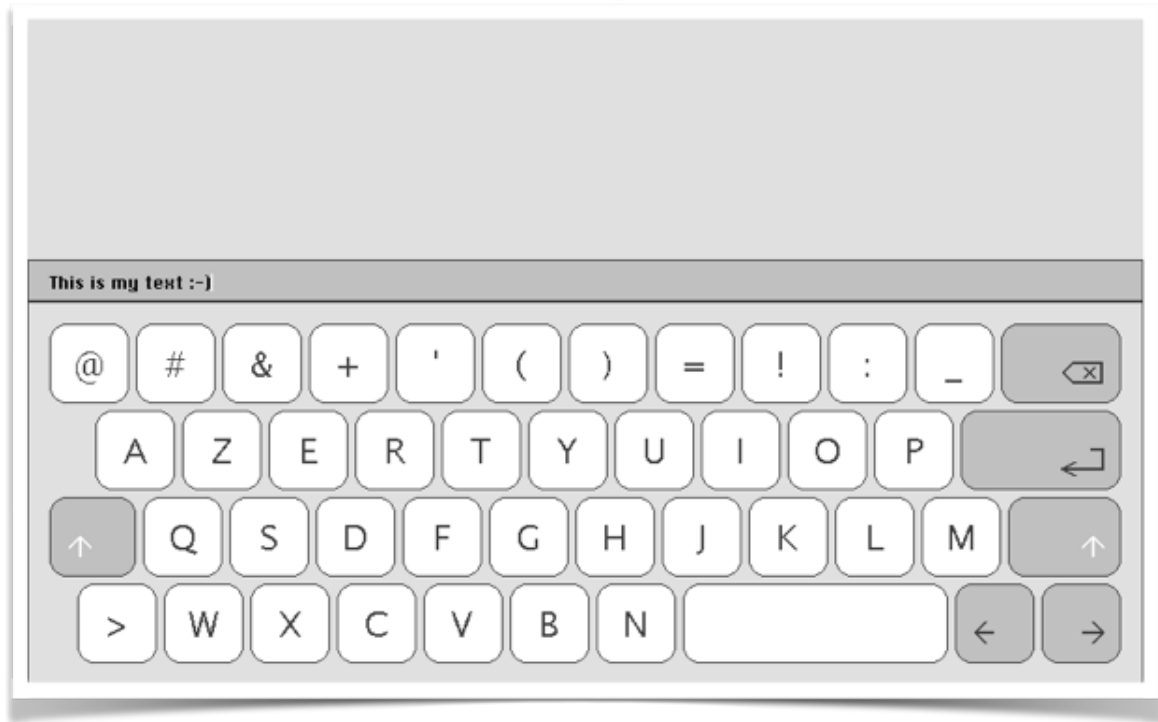 This is my text :-)
@ # & + ' ( ) = ! : _ ⌫
A Z E R T Y U I O P ↵
↑ Q S D F G H J K L M ↑
> W X C V B N ← →